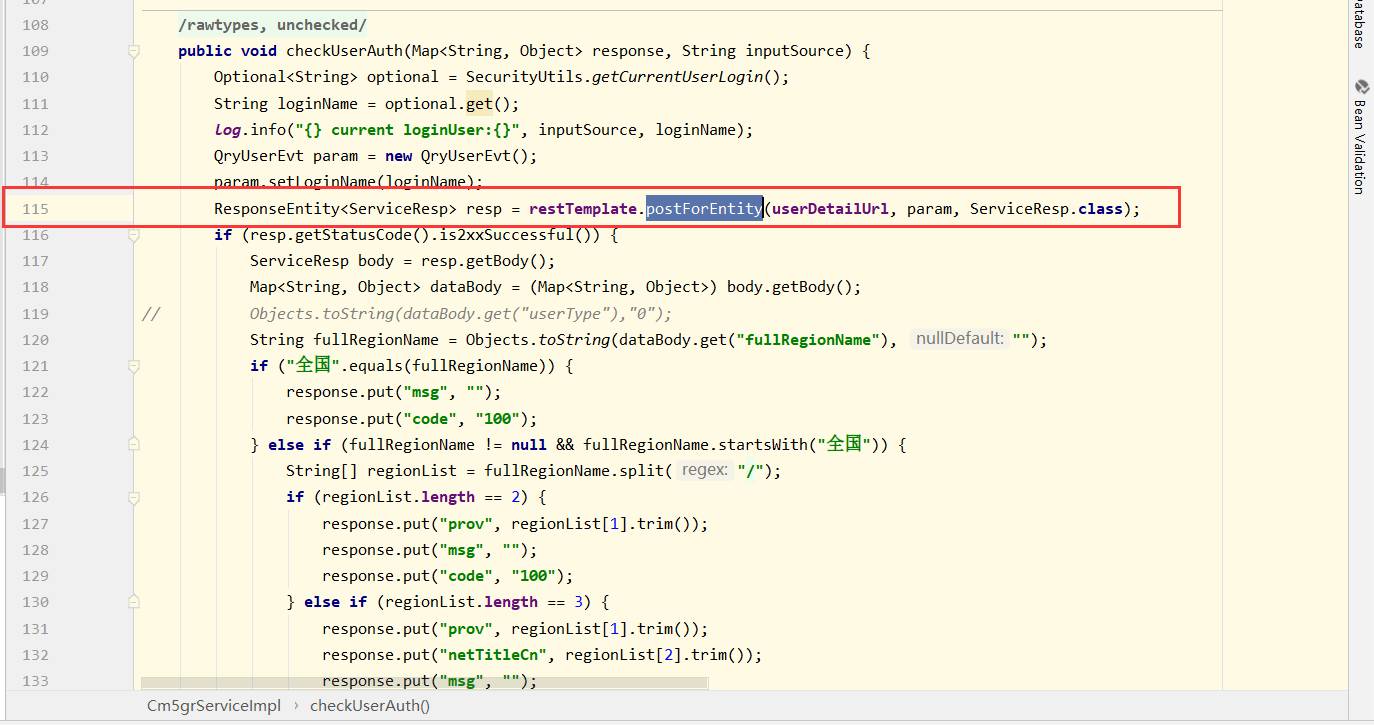 107
108 /rawtypes, unchecked/
109 public void checkUserAuth(Map<String, Object> response, String inputSource) {
110 Optional<String> optional = SecurityUtils.getCurrentUserLogin();
111 String loginName = optional.get();
112 log.info("{} current loginUser:{}", inputSource, loginName);
113 QryUserEvt param = new QryUserEvt();
114 param.setLoginName(loginName);
115 ResponseEntity<ServiceResp> resp = restTemplate.postForEntity(userDetailUrl, param, ServiceResp.class);
116 if (resp.getStatusCode().is2xxSuccessful()) {
117 ServiceResp body = resp.getBody();
118 Map<String, Object> dataBody = (Map<String, Object>) body.getBody();
119 // Objects.toString(dataBody.get("userType"),"0");
120 String fullRegionName = Objects.toString(dataBody.get("fullRegionName"), nullDefault: "");
121 if ("全国".equals(fullRegionName)) {
122 response.put("msg", "");
123 response.put("code", "100");
124 } else if (fullRegionName != null && fullRegionName.startsWith("全国")) {
125 String[] regionList = fullRegionName.split( regex: "/");
126 if (regionList.length == 2) {
127 response.put("prov", regionList[1].trim());
128 response.put("msg", "");
129 response.put("code", "100");
130 } else if (regionList.length == 3) {
131 response.put("prov", regionList[1].trim());
132 response.put("netTitleCn", regionList[2].trim());
133 response.put("msg", "");
Cm5grServiceImpl › checkUserAuth()
atabase
Bean Validation